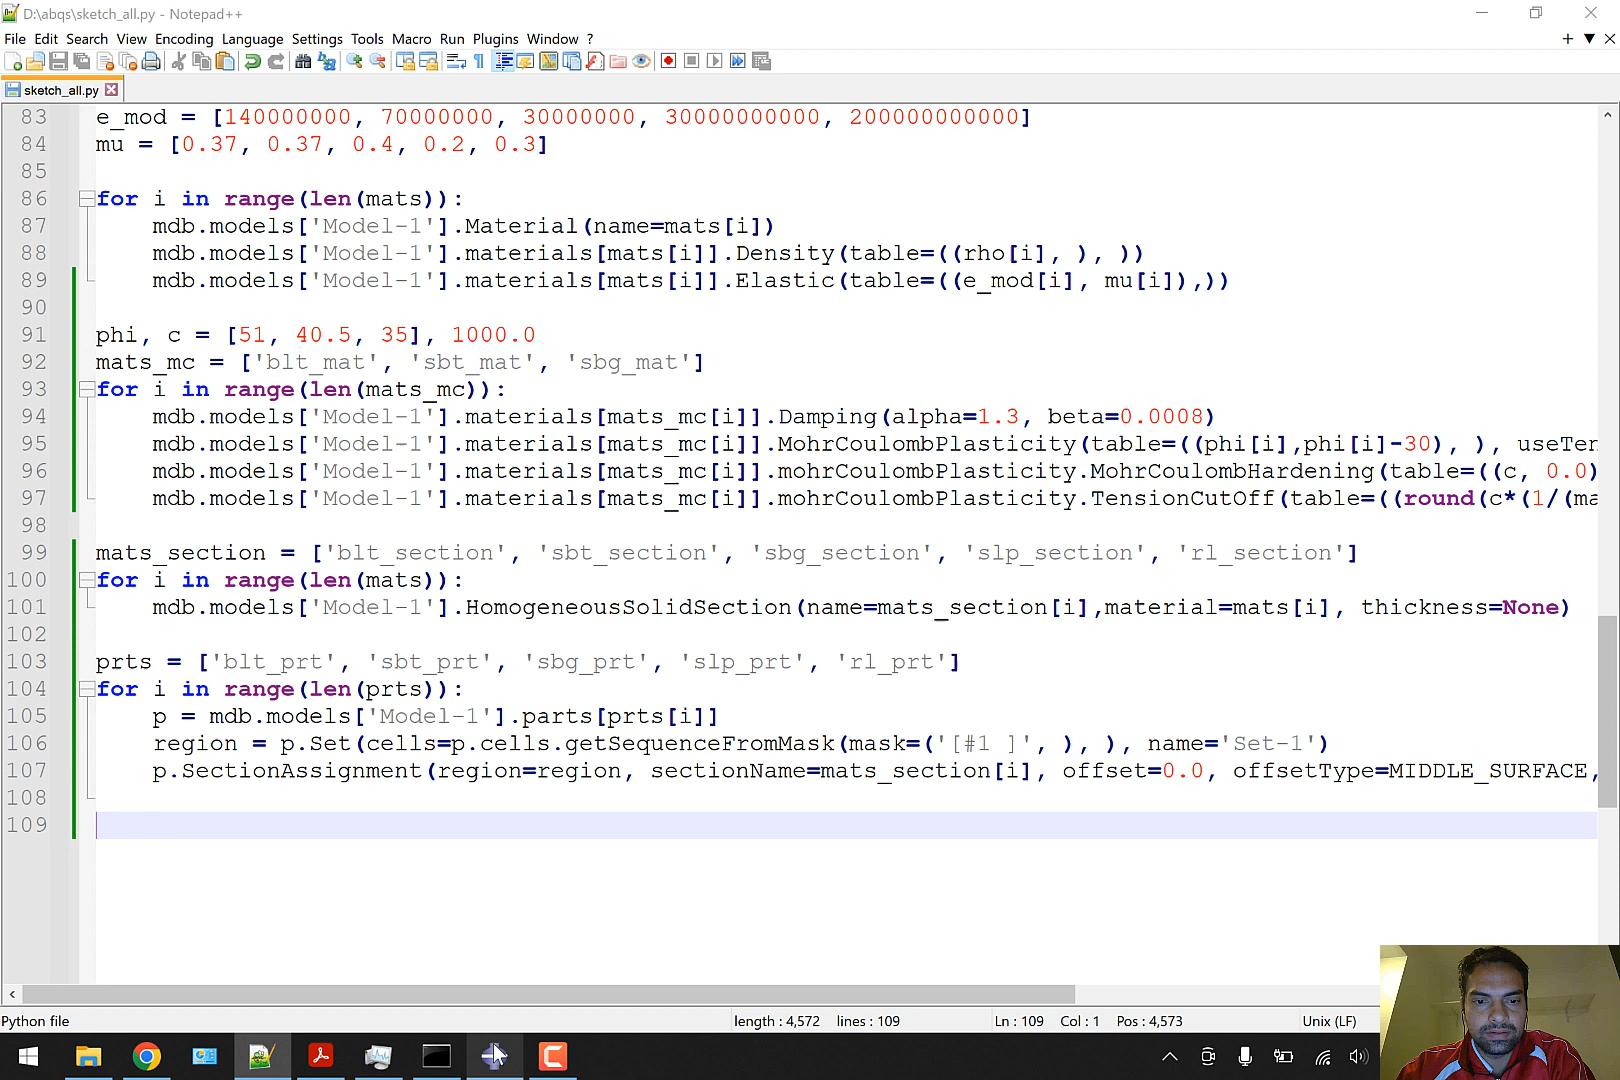 D:\abqs\sketch_all.py - Notepad++
File Edit Search View Encoding Language Settings Tools Macro Run Plugins Window ?
sketch_all.py
83 e_mod = [140000000, 70000000, 30000000, 30000000000, 200000000000]
84 mu = [0.37, 0.37, 0.4, 0.2, 0.3]
85
86 for i in range(len(mats)):
87 mdb.models['Model-1'].Material(name=mats[i])
88 mdb.models['Model-1'].materials[mats[i]].Density(table=((rho[i], ), ))
89 mdb.models['Model-1'].materials[mats[i]].Elastic(table=((e_mod[i], mu[i]),))
90
91 phi, c = [51, 40.5, 35], 1000.0
92 mats_mc = ['blt_mat', 'sbt_mat', 'sbg_mat']
93 for i in range(len(mats_mc)):
94 mdb.models['Model-1'].materials[mats_mc[i]].Damping(alpha=1.3, beta=0.0008)
95 mdb.models['Model-1'].materials[mats_mc[i]].MohrCoulombPlasticity(table=((phi[i],phi[i]-30), ), useTen
96 mdb.models['Model-1'].materials[mats_mc[i]].mohrCoulombPlasticity.MohrCoulombHardening(table=((c, 0.0)
97 mdb.models['Model-1'].materials[mats_mc[i]].mohrCoulombPlasticity.TensionCutOff(table=((round(c*(1/(ma
98
99 mats_section = ['blt_section', 'sbt_section', 'sbg_section', 'slp_section', 'rl_section']
100 for i in range(len(mats)):
101 mdb.models['Model-1'].HomogeneousSolidSection(name=mats_section[i],material=mats[i], thickness=None)
102
103 prts = ['blt_prt', 'sbt_prt', 'sbg_prt', 'slp_prt', 'rl_prt']
104 for i in range(len(prts)):
105 p = mdb.models['Model-1'].parts[prts[i]]
106 region = p.Set(cells=p.cells.getSequenceFromMask(mask=('[#1 ]', ), ), name='Set-1')
107 p.SectionAssignment(region=region, sectionName=mats_section[i], offset=0.0, offsetType=MIDDLE_SURFACE,
108
109
Python file length : 4,572 lines : 109 Ln : 109 Col : 1 Pos : 4,573 Unix (LF)